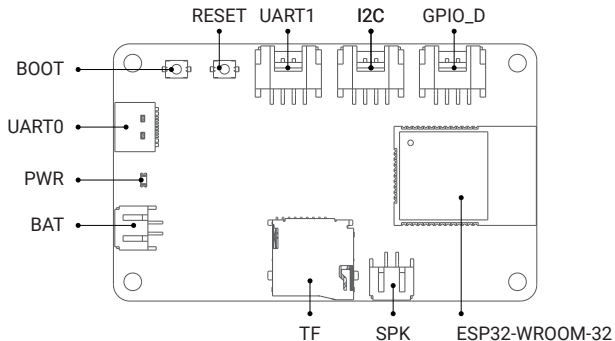 RESET UART1 I2C GPIO_D
BOOT
UART0
PWR
BAT
TF SPK ESP32-WROOM-32